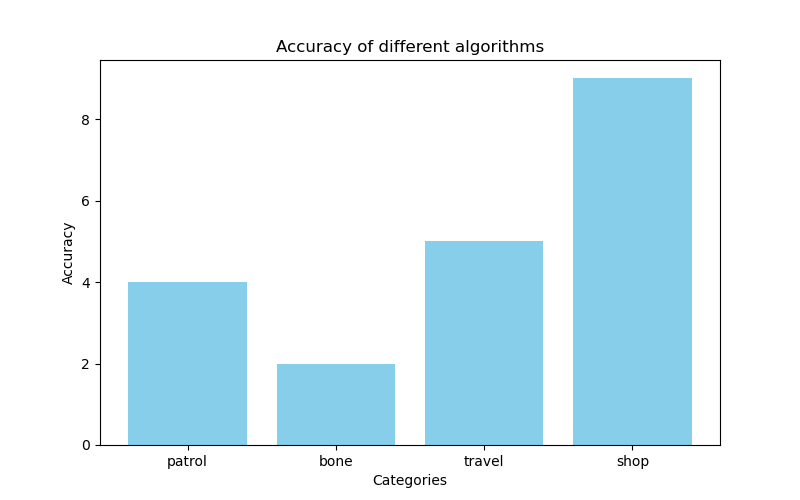 Accuracy of different algorithms
Accuracy
8
6
4
2
0
patrol bone travel shop
Categories